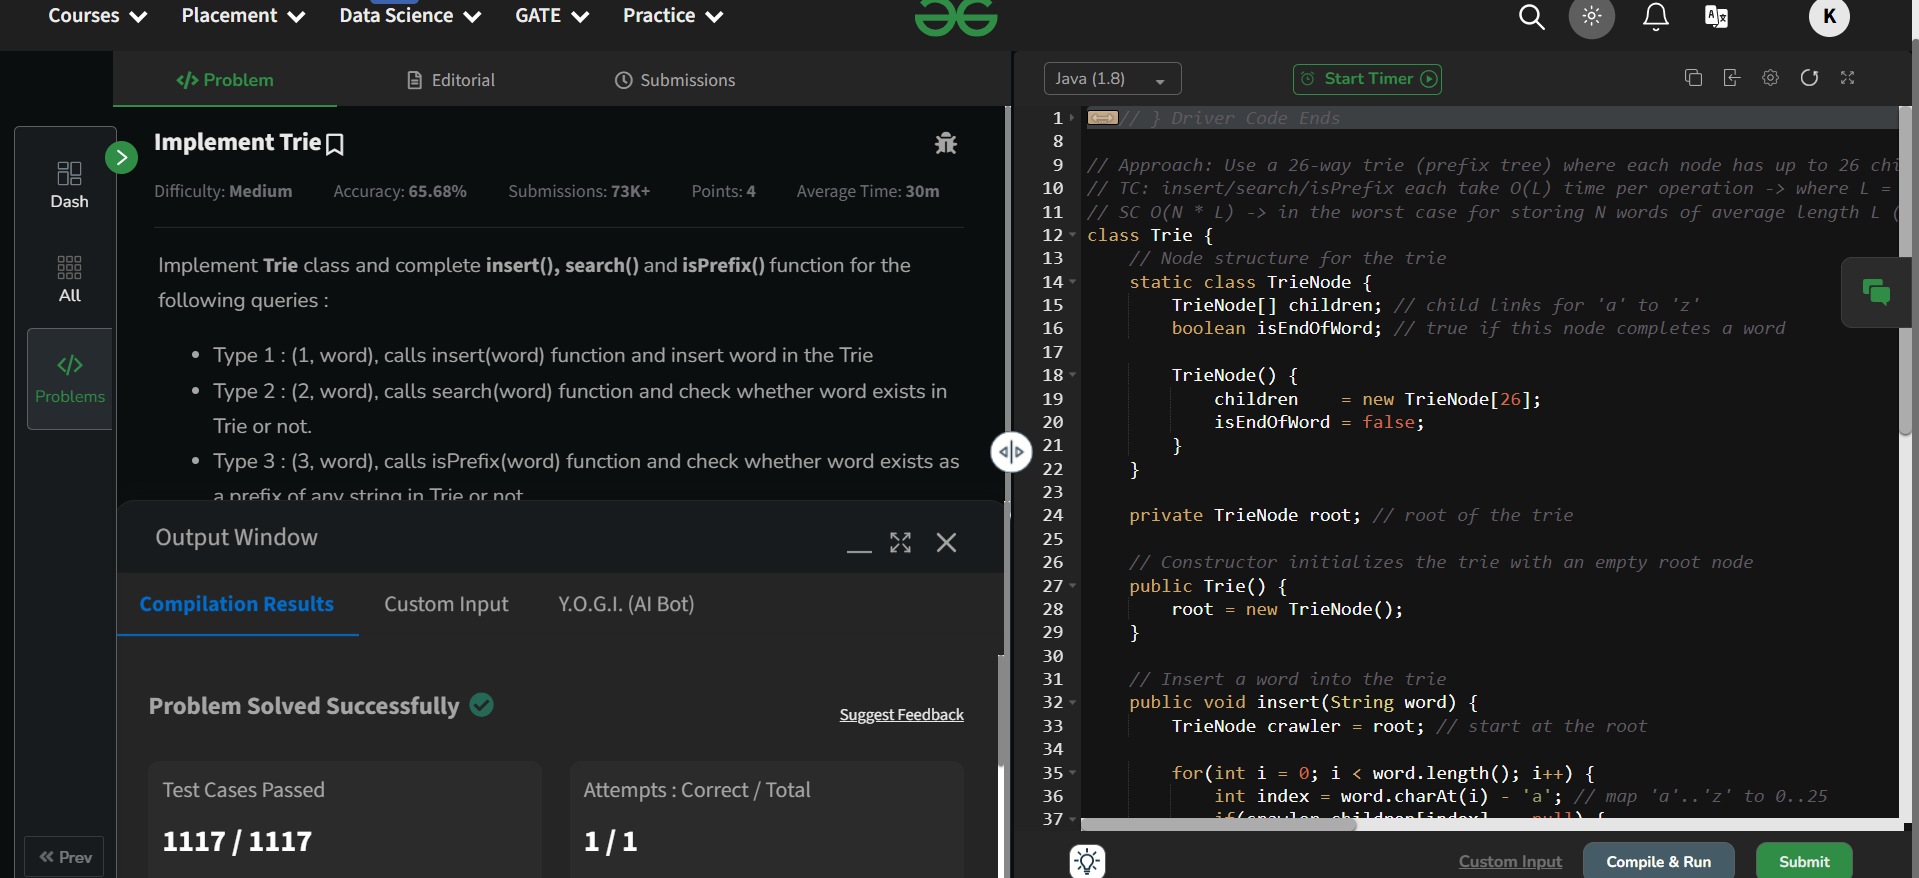 Courses Placement Data Science GATE Practice
K
Problem Editorial Submissions
Java (1.8) Start Timer
Dash
All
Problems
Prev
Implement Trie
Difficulty: Medium Accuracy: 65.68% Submissions: 73K+ Points: 4 Average Time: 30m
Implement Trie class and complete insert(), search() and isPrefix() function for the
following queries :
• Type 1 : (1, word), calls insert(word) function and insert word in the Trie
• Type 2 : (2, word), calls search(word) function and check whether word exists in
Trie or not.
• Type 3 : (3, word), calls isPrefix(word) function and check whether word exists as
a prefix of any string in Trie or not
Output Window
Compilation Results Custom Input Y.O.G.I. (AI Bot)
Problem Solved Successfully
Suggest Feedback
Test Cases Passed
1117 / 1117
Attempts : Correct / Total
1 / 1
1 // } Driver Code Ends
8
9 // Approach: Use a 26-way trie (prefix tree) where each node has up to 26 chi
10 // TC: insert/search/isPrefix each take O(L) time per operation -> where L =
11 // SC O(N * L) -> in the worst case for storing N words of average length L (
12 class Trie {
13 // Node structure for the trie
14 static class TrieNode {
15 TrieNode[] children; // child links for 'a' to 'z'
16 boolean isEndOfWord; // true if this node completes a word
17
18 TrieNode() {
19 children = new TrieNode[26];
20 isEndOfWord = false;
21 }
22 }
23
24 private TrieNode root; // root of the trie
25
26 // Constructor initializes the trie with an empty root node
27 public Trie() {
28 root = new TrieNode();
29 }
30
31 // Insert a word into the trie
32 public void insert(String word) {
33 TrieNode crawler = root; // start at the root
34
35 for(int i = 0; i < word.length(); i++) {
36 int index = word.charAt(i) - 'a'; // map 'a'..'z' to 0..25
37 if(crawler.children[index] == null) {
Custom Input Compile & Run Submit